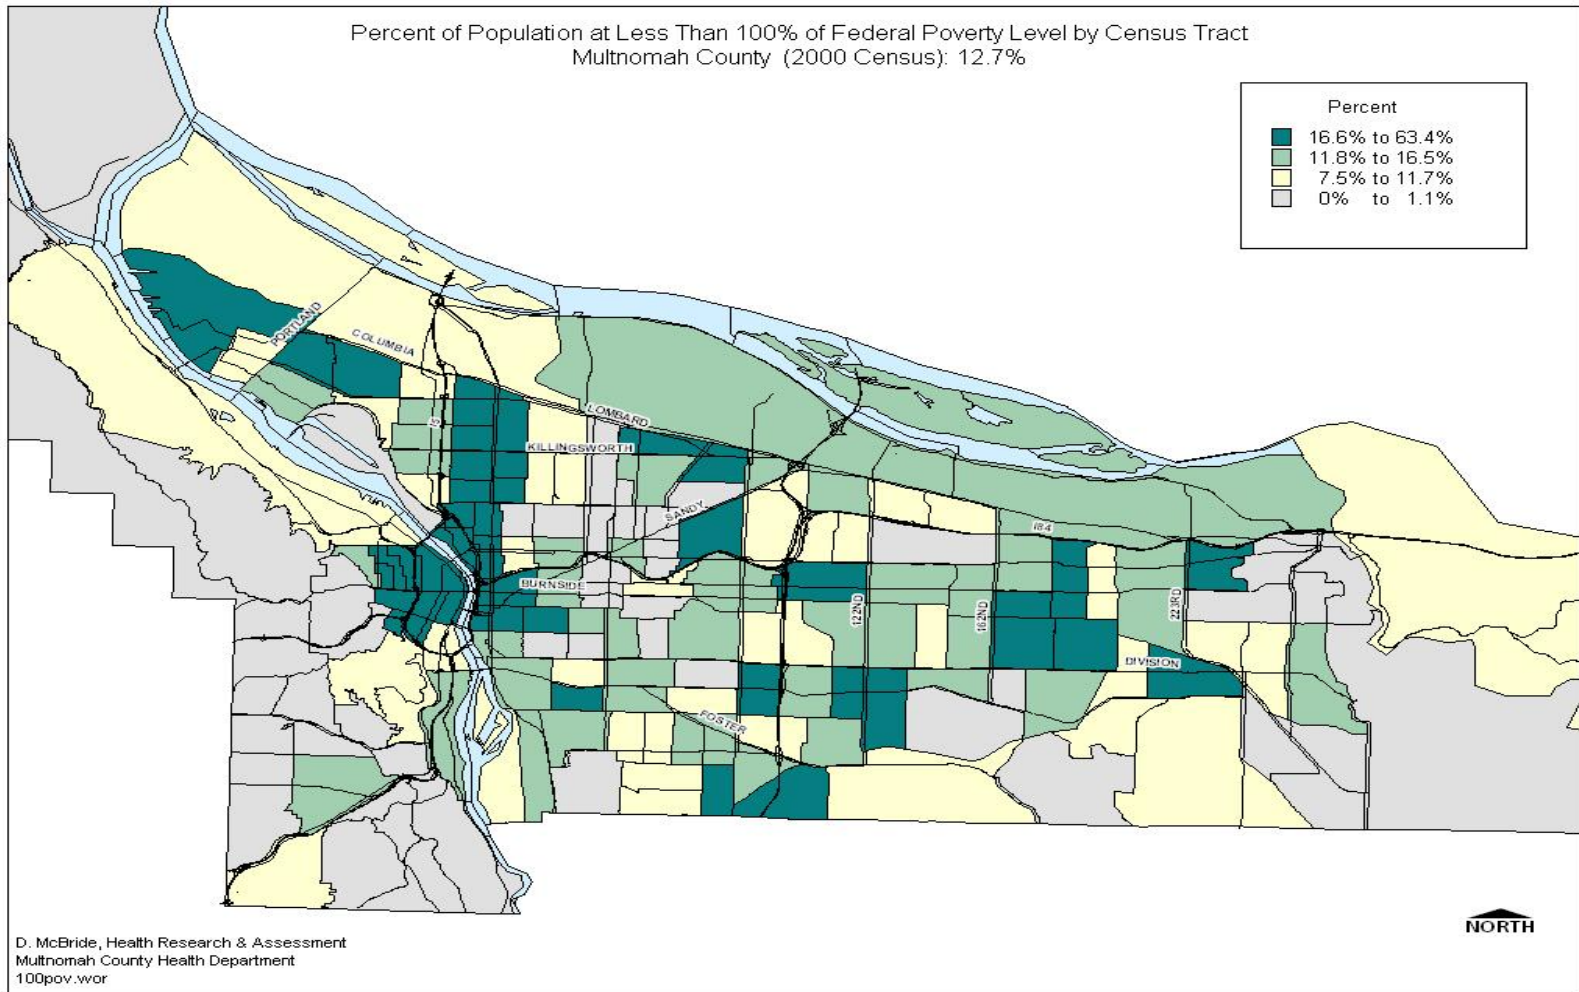 Percent of Population at Less Than 100% of Federal Poverty Level by Census Tract
Multnomah County (2000 Census): 12.7%
Percent
16.6% to 63.4%
11.8% to 16.5%
7.5% to 11.7%
0% to 1.1%
PORTLAND
COLUMBIA
LOMBARD
I5
KILLINGSWORTH
SANDY
I84
BURNSIDE
122ND
162ND
223RD
DIVISION
FOSTER
NORTH
D. McBride, Health Research & Assessment
Multnomah County Health Department
100pov.wor